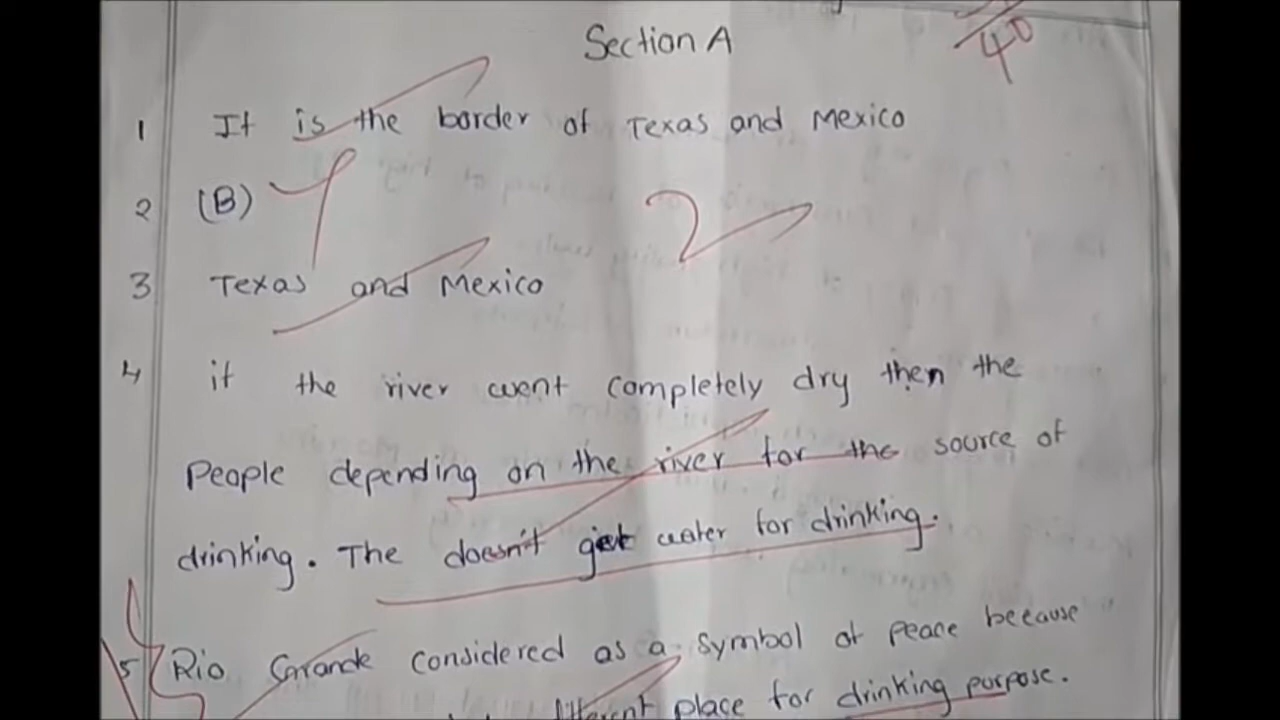 Section A
40
1 It is the border of Texas and Mexico
2 (B)
2
3 Texas and Mexico
4 if the river went completely dry then the
People depending on the river for the source of
drinking. The doesn't get water for drinking.
5 Rio Grande considered as a symbol of peace because
different place for drinking purpose.